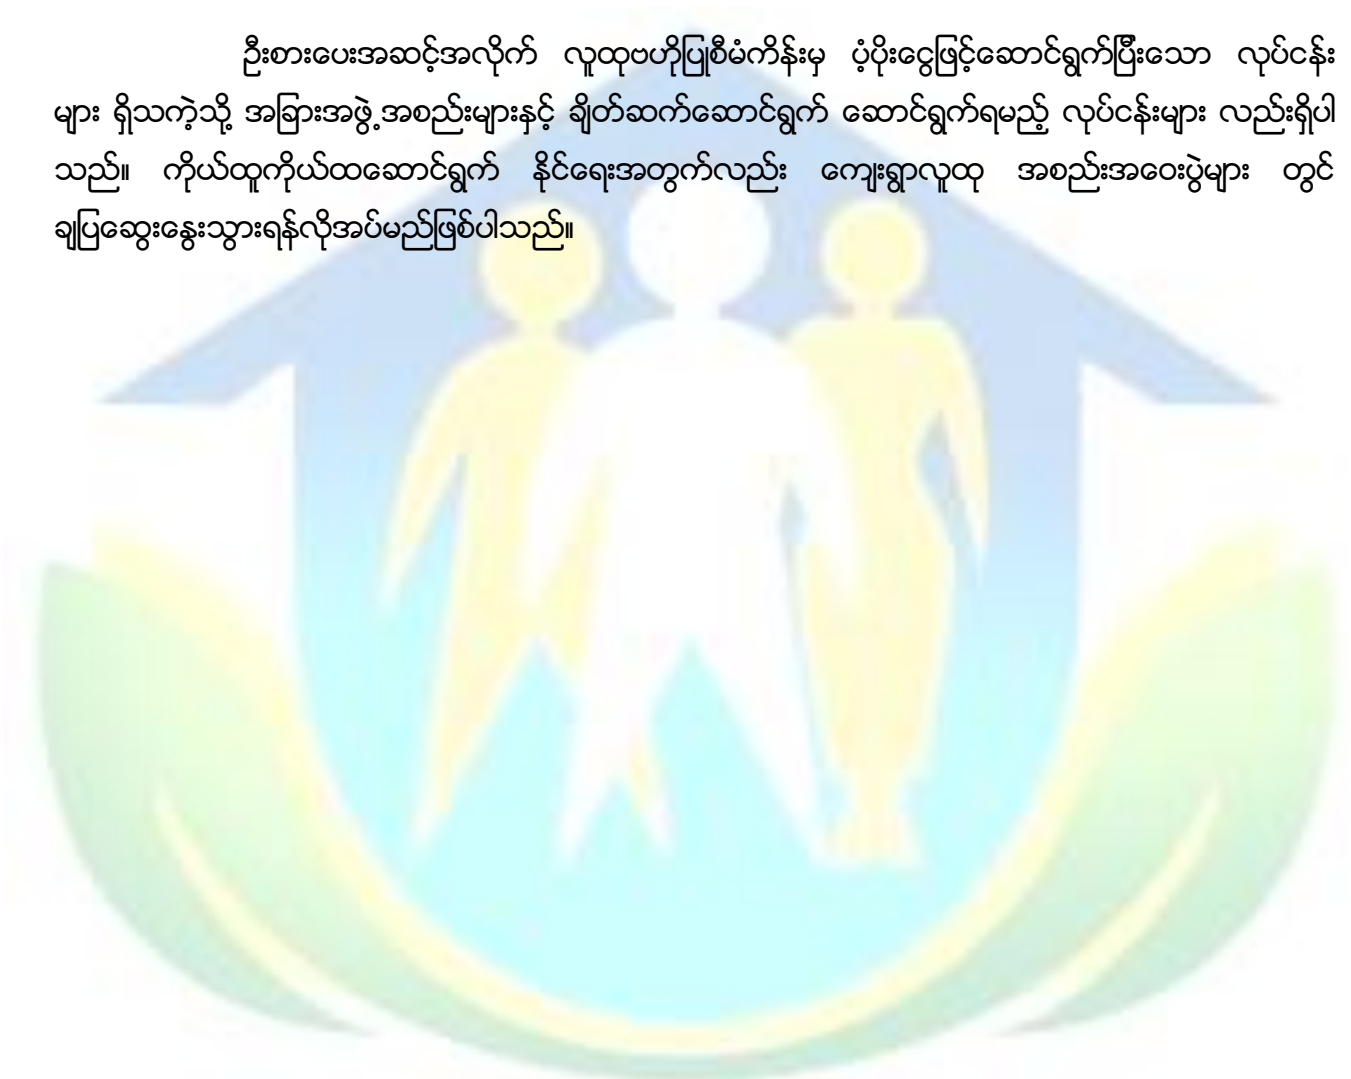 ဦးစားပေးအဆင့်အလိုက် လူထုဗဟိုပြုစီမံကိန်းမှ ပံ့ပိုးငွေဖြင့်ဆောင်ရွက်ပြီးသော လုပ်ငန်း
များ ရှိသကဲ့သို့ အခြားအဖွဲ့အစည်းများနှင့် ချိတ်ဆက်ဆောင်ရွက် ဆောင်ရွက်ရမည့် လုပ်ငန်းများ လည်းရှိပါ
သည်။ ကိုယ်ထူကိုယ်ထဆောင်ရွက် နိုင်ရေးအတွက်လည်း ကျေးရွာလူထု အစည်းအဝေးပွဲများ တွင်
ချပြဆွေးနွေးသွားရန်လိုအပ်မည်ဖြစ်ပါသည်။